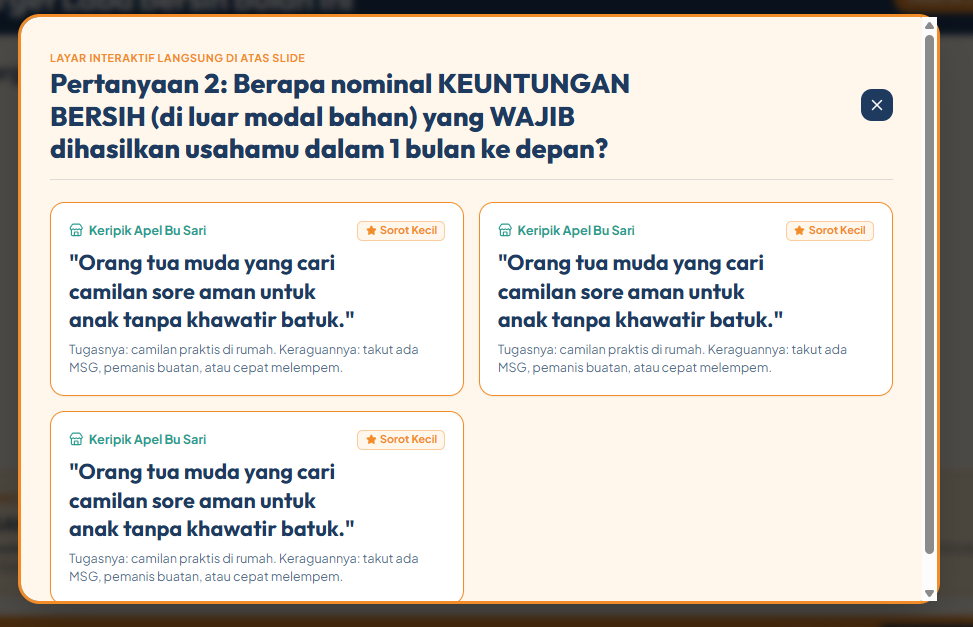 LAYAR INTERAKTIF LANGSUNG DI ATAS SLIDE
Pertanyaan 2: Berapa nominal KEUNTUNGAN
BERSIH (di luar modal bahan) yang WAJIB
dihasilkan usahamu dalam 1 bulan ke depan?
Keripik Apel Bu Sari
Sorot Kecil
"Orang tua muda yang cari
camilan sore aman untuk
anak tanpa khawatir batuk."
Tugasnya: camilan praktis di rumah. Keraguannya: takut ada
MSG, pemanis buatan, atau cepat melempem.
Keripik Apel Bu Sari
Sorot Kecil
"Orang tua muda yang cari
camilan sore aman untuk
anak tanpa khawatir batuk."
Tugasnya: camilan praktis di rumah. Keraguannya: takut ada
MSG, pemanis buatan, atau cepat melempem.
Keripik Apel Bu Sari
Sorot Kecil
"Orang tua muda yang cari
camilan sore aman untuk
anak tanpa khawatir batuk."
Tugasnya: camilan praktis di rumah. Keraguannya: takut ada
MSG, pemanis buatan, atau cepat melempem.